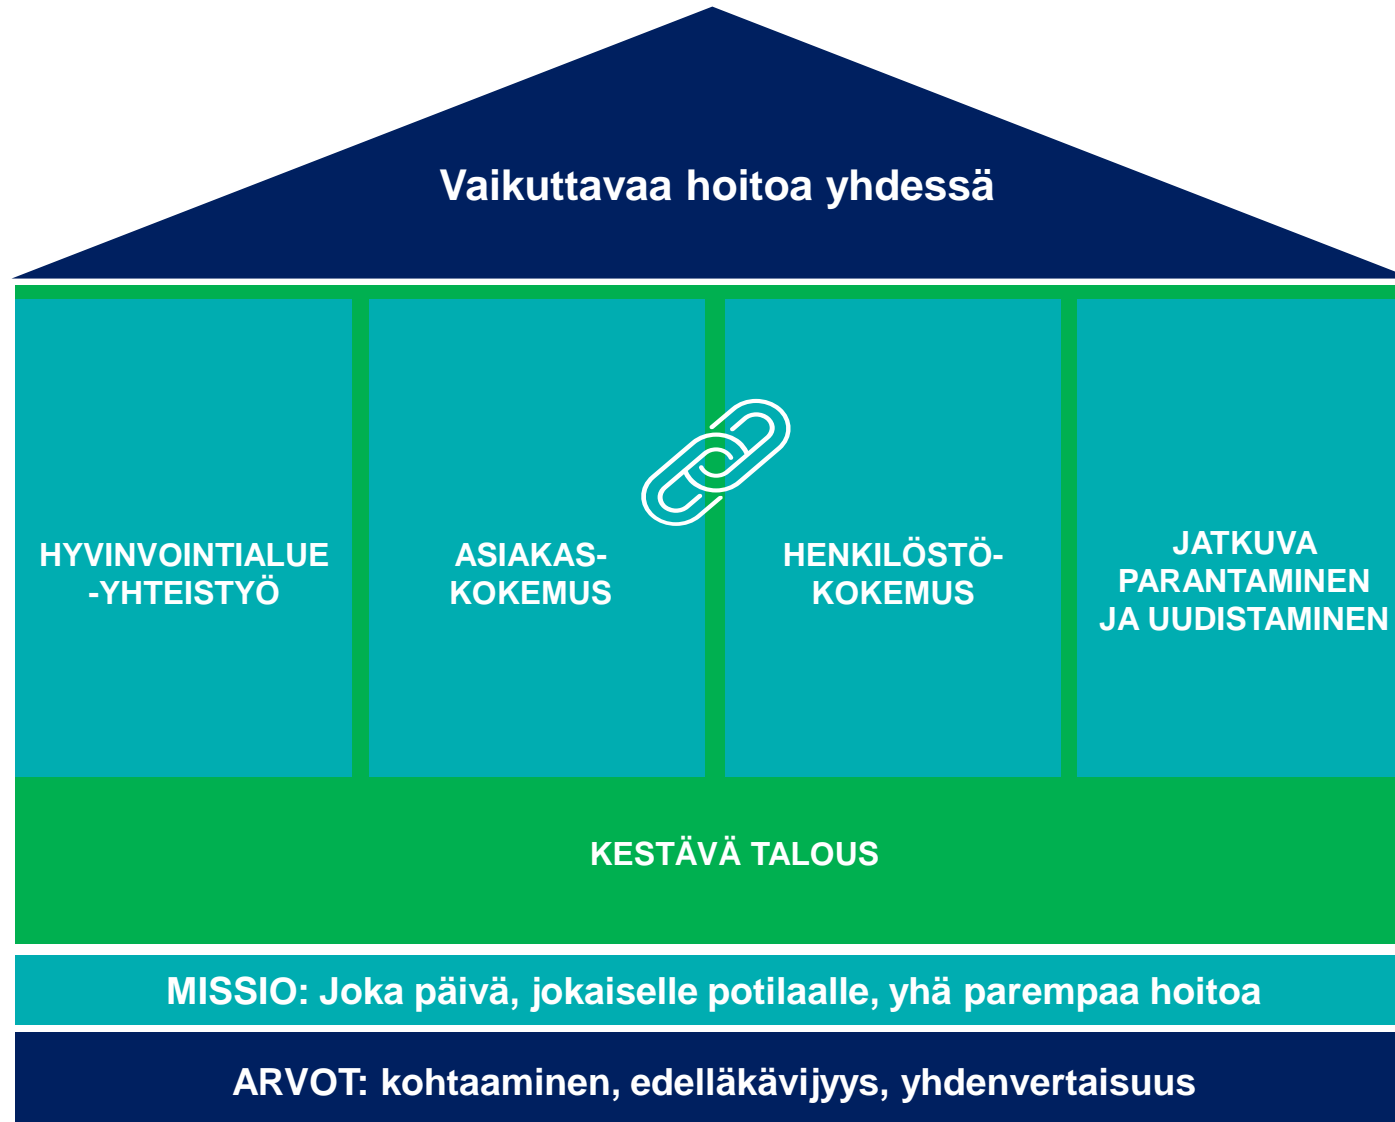 Vaikuttavaa hoitoa yhdessä
HYVINVOINTIALUE
-YHTEISTYÖ
ASIAKAS-
KOKEMUS
HENKILÖSTÖ-
KOKEMUS
JATKUVA
PARANTAMINEN
JA UUDISTAMINEN
KESTÄVÄ TALOUS
MISSIO: Joka päivä, jokaiselle potilaalle, yhä parempaa hoitoa
ARVOT: kohtaaminen, edelläkävijyys, yhdenvertaisuus